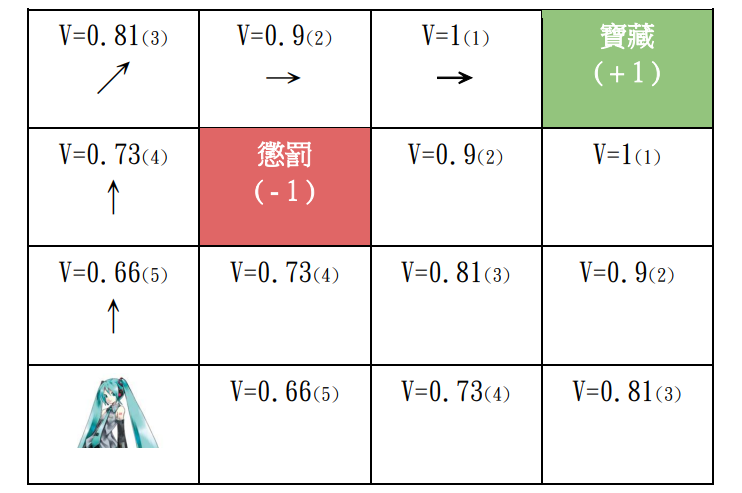 V=0.81(3)
V=0.9(2)
V=1(1)
寶藏
(+1)
V=0.73(4)
懲罰
(-1)
V=0.9(2)
V=1(1)
V=0.66(5)
V=0.73(4)
V=0.81(3)
V=0.9(2)
V=0.66(5)
V=0.73(4)
V=0.81(3)